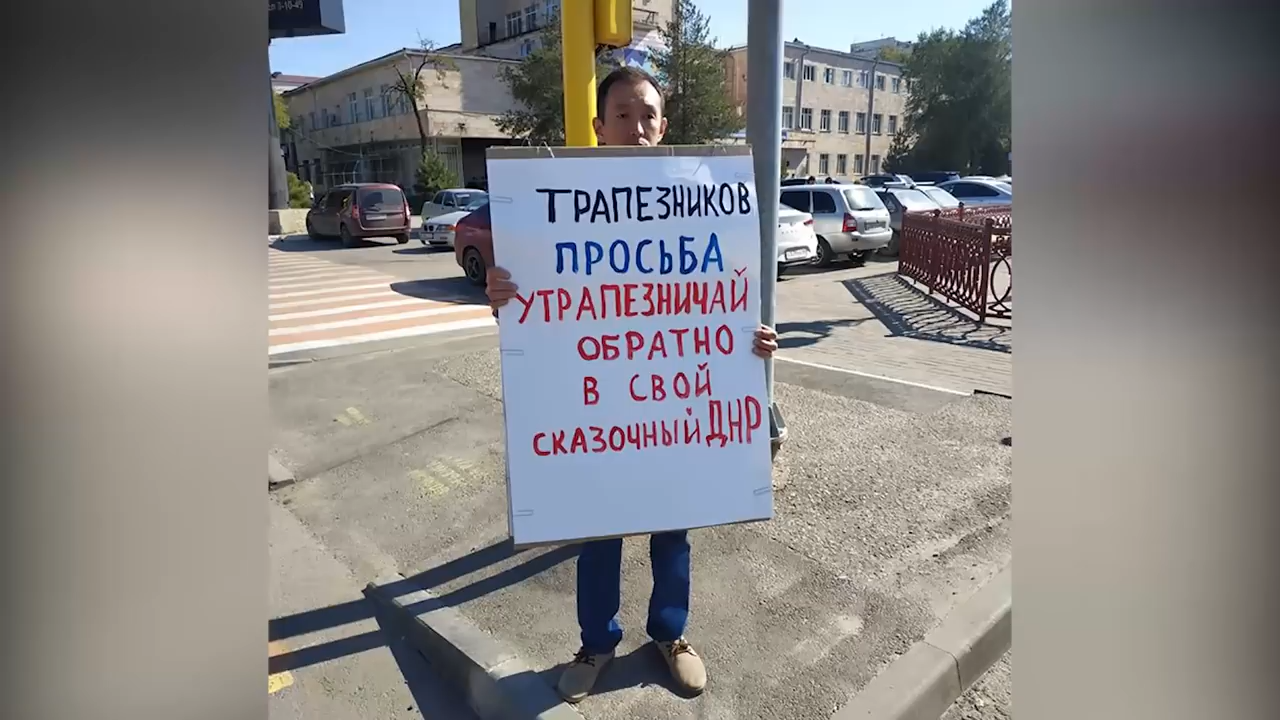 ТРАПЕЗНИКОВ
ПРОСЬБА
УТРАПЕЗНИЧАЙ
ОБРАТНО
В СВОЙ
СКАЗОЧНЫЙ ДНР